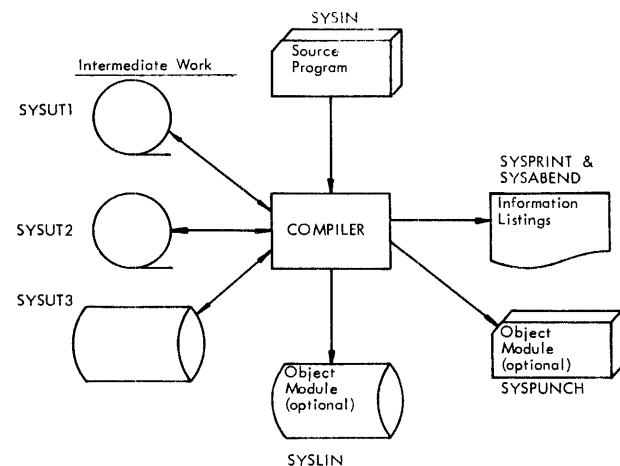 SYSIN
Source
Program
Intermediate Work
SYSUT1
SYSPRINT &
SYSABEND
Information
Listings
SYSUT2
COMPILER
SYSUT3
Object
Module
(optional)
SYSPUNCH
Object
Module
(optional)
SYSLIN